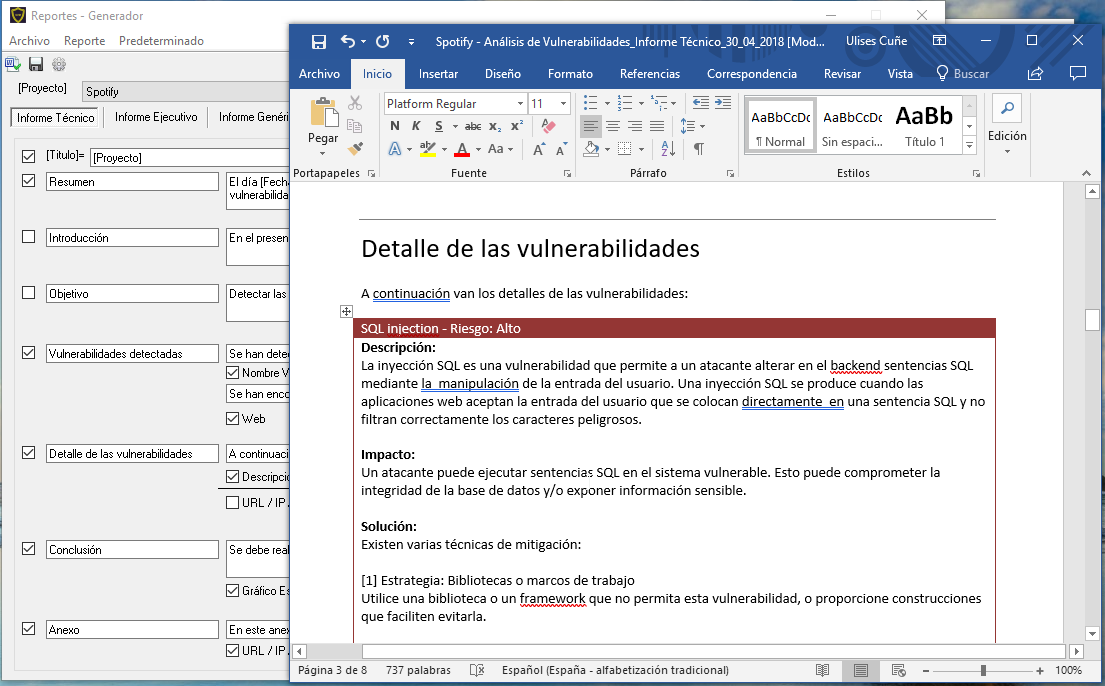 Reportes - Generador
Archivo Reporte Predeterminado
[Proyecto]
Spotify
Informe Técnico
Informe Ejecutivo
Informe Genéri
[Titulo]=
[Proyecto]
Resumen
El día [Fech
vulnerabilida
Introducción
En el presen
Objetivo
Detectar las
Vulnerabilidades detectadas
Se han dete
Nombre V
Se han enco
Web
Detalle de las vulnerabilidades
A continuaci
Descripci
URL / IP
Conclusión
Se debe real
Gráfico Es
Anexo
En este anex
URL / IP
Spotify - Análisis de Vulnerabilidades_Informe Técnico_30_04_2018 [Mod...
Ulises Cuñe
Archivo Inicio Insertar Diseño Formato Referencias Correspondencia Revisar Vista Buscar
Pegar
Portapapeles
Platform Regular
11
N K S abc x₂ x²
A aby A Aa A A
Fuente
Párrafo
AaBbCcDc
¶ Normal
AaBbCcDc
Sin espaci...
AaBb
Título 1
Estilos
Edición
Detalle de las vulnerabilidades
A continuación van los detalles de las vulnerabilidades:
SQL injection - Riesgo: Alto
Descripción:
La inyección SQL es una vulnerabilidad que permite a un atacante alterar en el backend sentencias SQL
mediante la manipulación de la entrada del usuario. Una inyección SQL se produce cuando las
aplicaciones web aceptan la entrada del usuario que se colocan directamente en una sentencia SQL y no
filtran correctamente los caracteres peligrosos.
Impacto:
Un atacante puede ejecutar sentencias SQL en el sistema vulnerable. Esto puede comprometer la
integridad de la base de datos y/o exponer información sensible.
Solución:
Existen varias técnicas de mitigación:
[1] Estrategia: Bibliotecas o marcos de trabajo
Utilice una biblioteca o un framework que no permita esta vulnerabilidad, o proporcione construcciones
que faciliten evitarla.
Página 3 de 8 737 palabras Español (España - alfabetización tradicional) 100%